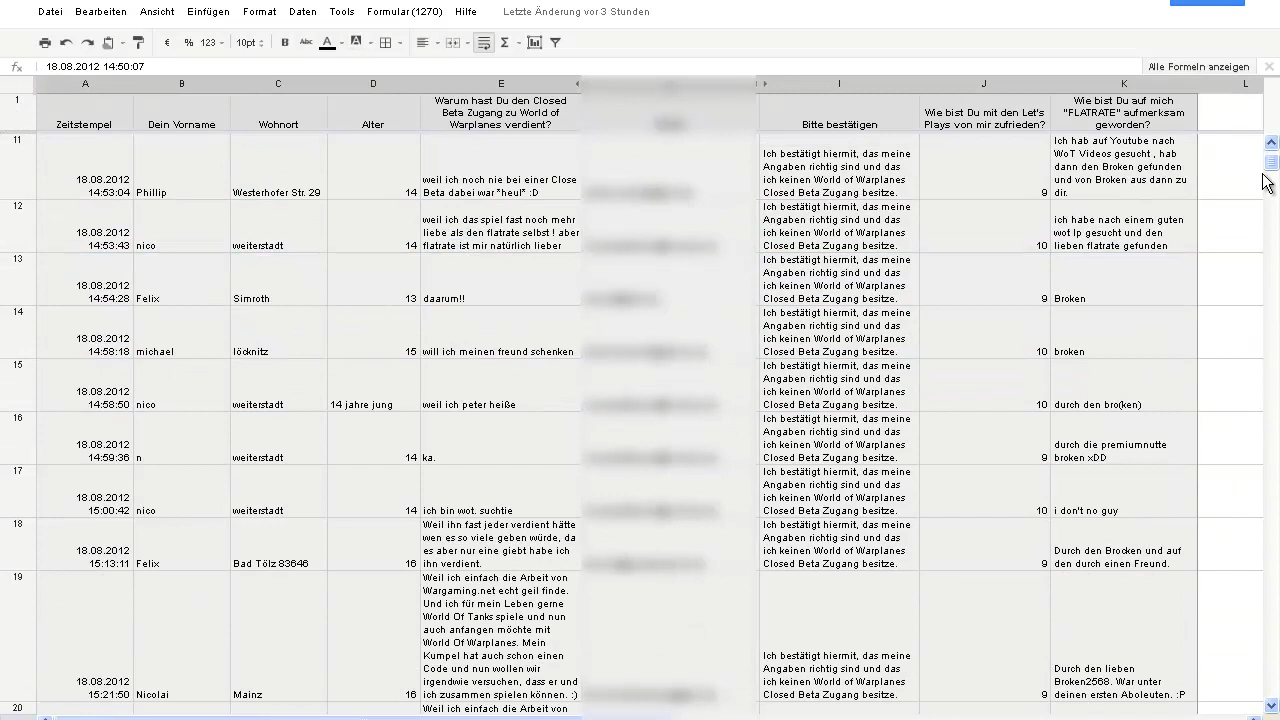 Datei Bearbeiten Ansicht Einfügen Format Daten Tools Formular (1270) Hilfe Letzte Änderung vor 3 Stunden
€ % 123 10pt B Abc A A Σ
fx 18.08.2012 14:50:07 Alle Formeln anzeigen
A B C D E I J K L
1
Zeitstempel
Dein Vorname
Wohnort
Alter
Warum hast Du den Closed
Beta Zugang zu World of
Warplanes verdient?
Bitte bestätigen
Wie bist Du mit den Let's
Plays von mir zufrieden?
Wie bist Du auf mich
"FLATRATE" aufmerksam
geworden?
11
18.08.2012
14:53:04
Phillip
Westerhofer Str. 29
14
weil ich noch nie bei einer Close
Beta dabei war *heul* :D
Ich bestätigt hiermit, das meine
Angaben richtig sind und das
ich keinen World of Warplanes
Closed Beta Zugang besitze.
9
Ich hab auf Youtube nach
WoT Videos gesucht , hab
dann den Broken gefunden
und von Broken aus dann zu
dir.
12
18.08.2012
14:53:43
nico
weiterstadt
14
weil ich das spiel fast noch mehr
liebe als den flatrate selbst ! aber
flatrate ist mir natürlich lieber
Ich bestätigt hiermit, das meine
Angaben richtig sind und das
ich keinen World of Warplanes
Closed Beta Zugang besitze.
10
ich habe nach einem guten
wot lp gesucht und den
lieben flatrate gefunden
13
18.08.2012
14:54:28
Felix
Simroth
13
daarum!!
Ich bestätigt hiermit, das meine
Angaben richtig sind und das
ich keinen World of Warplanes
Closed Beta Zugang besitze.
9
Broken
14
18.08.2012
14:58:18
michael
löcknitz
15
will ich meinen freund schenken
Ich bestätigt hiermit, das meine
Angaben richtig sind und das
ich keinen World of Warplanes
Closed Beta Zugang besitze.
10
broken
15
18.08.2012
14:58:50
nico
weiterstadt
14 jahre jung
weil ich peter heiße
Ich bestätigt hiermit, das meine
Angaben richtig sind und das
ich keinen World of Warplanes
Closed Beta Zugang besitze.
10
durch den bro(ken)
16
18.08.2012
14:59:36
n
weiterstadt
14
ka.
Ich bestätigt hiermit, das meine
Angaben richtig sind und das
ich keinen World of Warplanes
Closed Beta Zugang besitze.
9
durch die premiumnutte
broken xDD
17
18.08.2012
15:00:42
nico
weiterstadt
14
ich bin wot. suchtie
Ich bestätigt hiermit, das meine
Angaben richtig sind und das
ich keinen World of Warplanes
Closed Beta Zugang besitze.
10
i don't no guy
18
18.08.2012
15:13:11
Felix
Bad Tölz 83646
16
Weil ihn fast jeder verdient hätte
wen es so viele geben würde, da
es aber nur eine giebt habe ich
ihn verdient.
Ich bestätigt hiermit, das meine
Angaben richtig sind und das
ich keinen World of Warplanes
Closed Beta Zugang besitze.
9
Durch den Brocken und auf
den durch einen Freund.
19
18.08.2012
15:21:50
Nicolai
Mainz
16
Weil ich einfach die Arbeit von
Wargaming.net echt geil finde.
Und ich für mein Leben gerne
World Of Tanks spiele und nun
auch anfangen möchte mit
World Of Warplanes. Mein
Kumpel hat auch schon einen
Code und nun wollen wir
irgendwie versuchen, dass er und
ich zusammen spielen können. :)
Ich bestätigt hiermit, das meine
Angaben richtig sind und das
ich keinen World of Warplanes
Closed Beta Zugang besitze.
9
Durch den lieben
Broken2568. War unter
deinen ersten Aboleuten. :P
20
Weil ich einfach die Arbeit von